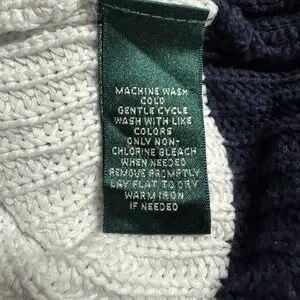 MACHINE WASH
COLD
GENTLE CYCLE
WASH WITH LIKE
COLORS
ONLY NON-
CHLORINE BLEACH
WHEN NEEDED
REMOVE PROMPTLY
LAY FLAT TO DRY
WARM IRON
IF NEEDED